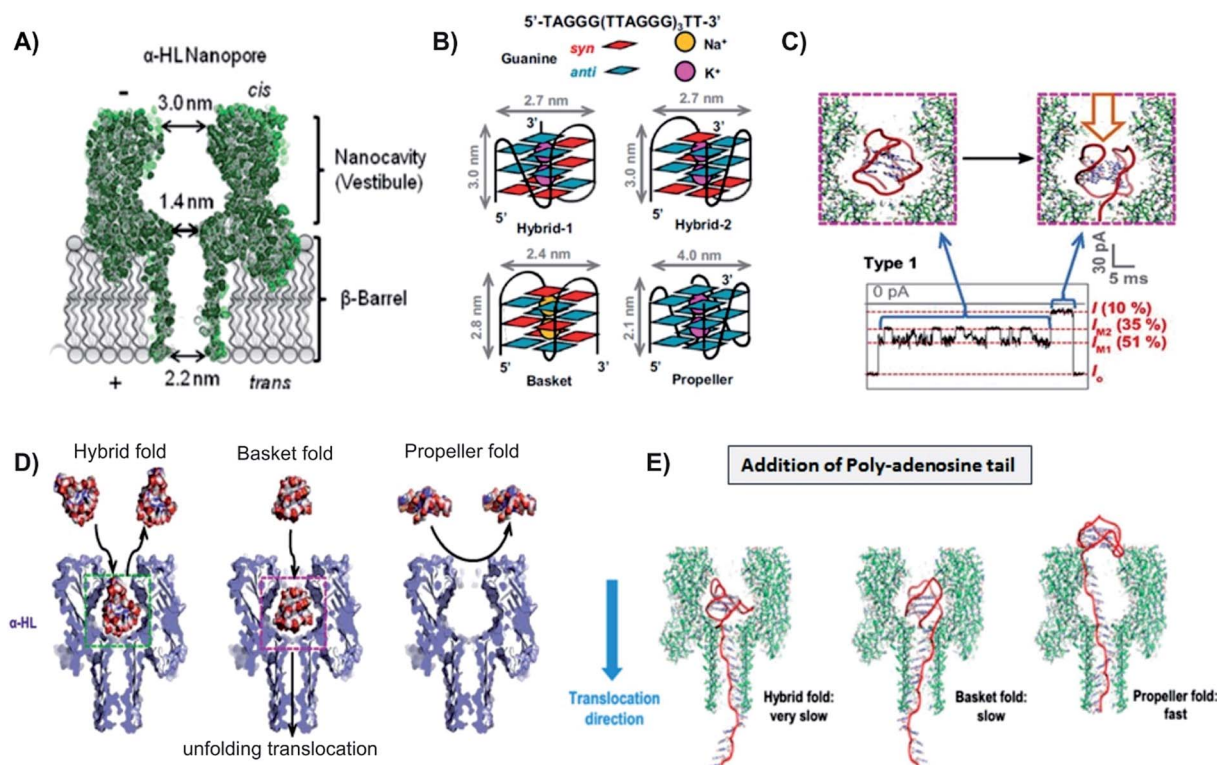 A)
α-HL Nanopore
-
cis
3.0 nm
Nanocavity
(Vestibule)
1.4 nm
β-Barrel
+
2.2 nm
trans
B)
5'-TAGGG(TTAGGG)3TT-3'
Guanine
syn
anti
Na+
K+
2.7 nm
3.0 nm
3'
5'
Hybrid-1
2.7 nm
3.0 nm
3'
5'
Hybrid-2
2.4 nm
2.8 nm
5'
3'
Basket
4.0 nm
2.1 nm
3'
5'
Propeller
C)
30 pA
5 ms
Type 1
0 pA
I (10 %)
IM2 (35 %)
IM1 (51 %)
Io
D)
Hybrid fold
Basket fold
Propeller fold
α-HL
unfolding translocation
E)
Addition of Poly-adenosine tail
Translocation
direction
Hybrid fold:
very slow
Basket fold:
slow
Propeller fold:
fast